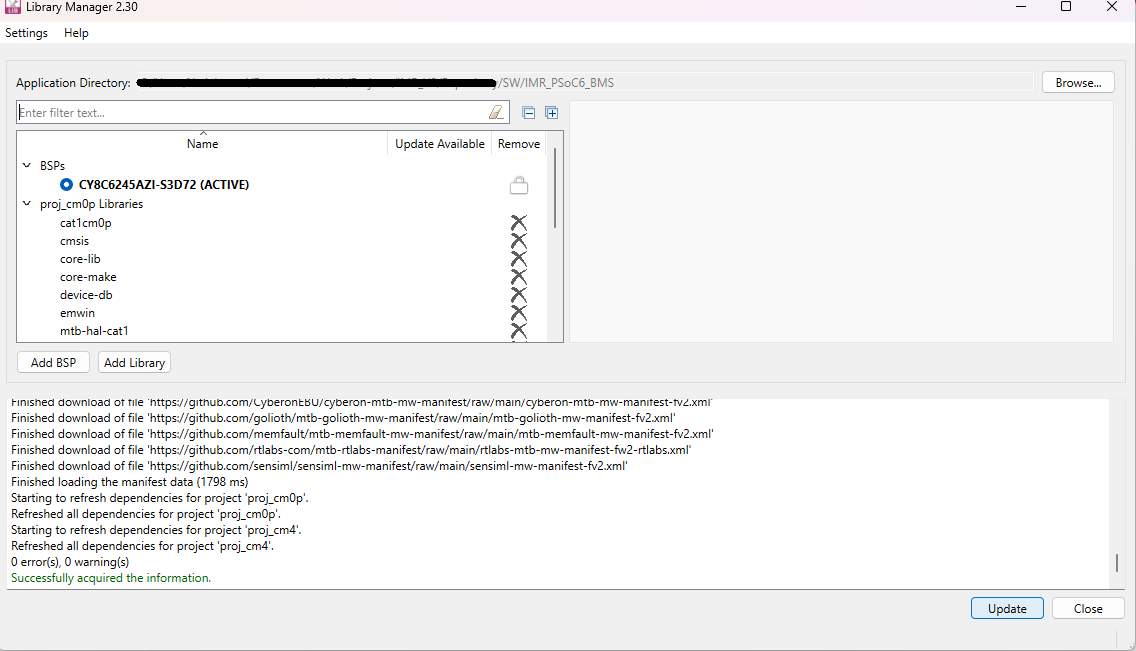 Library Manager 2.30
Settings Help
Application Directory: /SW/IMR_PSoC6_BMS
Browse...
Enter filter text...
Name Update Available Remove
BSPs
CY8C6245AZI-S3D72 (ACTIVE)
proj_cm0p Libraries
cat1cm0p
cmsis
core-lib
core-make
device-db
emwin
mtb-hal-cat1
Add BSP Add Library
Finished download of file 'https://github.com/CyberonEBU/cyberon-mtb-mw-manifest/raw/main/cyberon-mtb-mw-manifest-fv2.xml'
Finished download of file 'https://github.com/golioth/mtb-golioth-mw-manifest/raw/main/mtb-golioth-mw-manifest-fv2.xml'
Finished download of file 'https://github.com/memfault/mtb-memfault-mw-manifest/raw/main/mtb-memfault-mw-manifest-fv2.xml'
Finished download of file 'https://github.com/rtlabs-com/mtb-rtlabs-manifest/raw/main/rtlabs-mtb-mw-manifest-fw2-rtlabs.xml'
Finished download of file 'https://github.com/sensiml/sensiml-mw-manifest/raw/main/sensiml-mw-manifest-fv2.xml'
Finished loading the manifest data (1798 ms)
Starting to refresh dependencies for project 'proj_cm0p'.
Refreshed all dependencies for project 'proj_cm0p'.
Starting to refresh dependencies for project 'proj_cm4'.
Refreshed all dependencies for project 'proj_cm4'.
0 error(s), 0 warning(s)
Successfully acquired the information.
Update Close